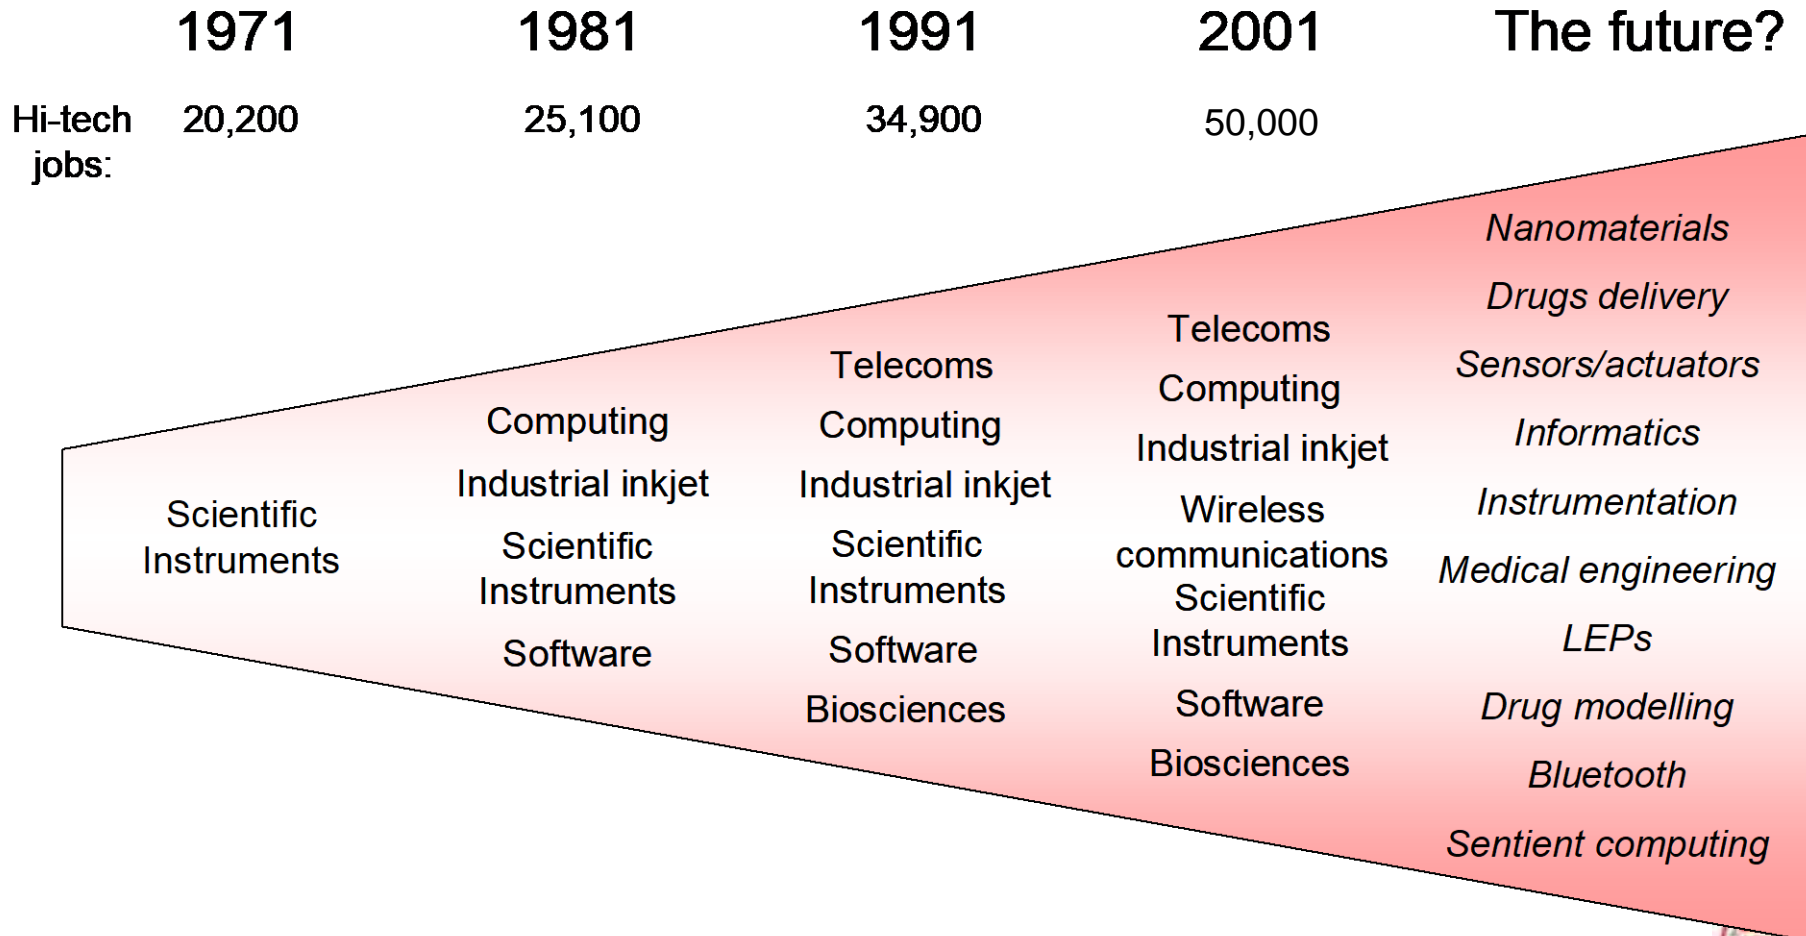 1971 1981 1991 2001 The future?
Hi-tech jobs: 20,200 25,100 34,900 50,000
Scientific
Instruments
Computing
Industrial inkjet
Scientific
Instruments
Software
Telecoms
Computing
Industrial inkjet
Scientific
Instruments
Software
Biosciences
Telecoms
Computing
Industrial inkjet
Wireless
communications
Scientific
Instruments
Software
Biosciences
Nanomaterials
Drugs delivery
Sensors/actuators
Informatics
Instrumentation
Medical engineering
LEPs
Drug modelling
Bluetooth
Sentient computing